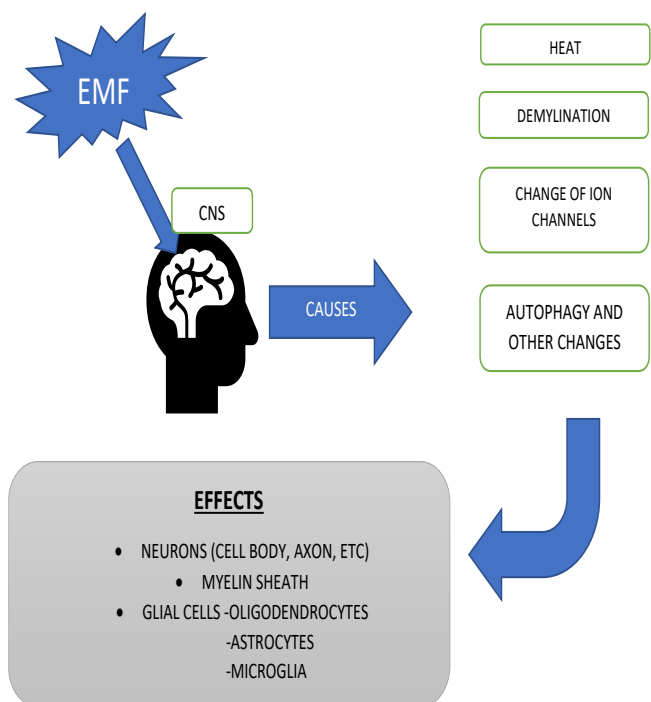 EMF
CNS
CAUSES
HEAT
DEMYLINATION
CHANGE OF ION
CHANNELS
AUTOPHAGY AND
OTHER CHANGES
EFFECTS
• NEURONS (CELL BODY, AXON, ETC)
• MYELIN SHEATH
• GLIAL CELLS -OLIGODENDROCYTES
-ASTROCYTES
-MICROGLIA